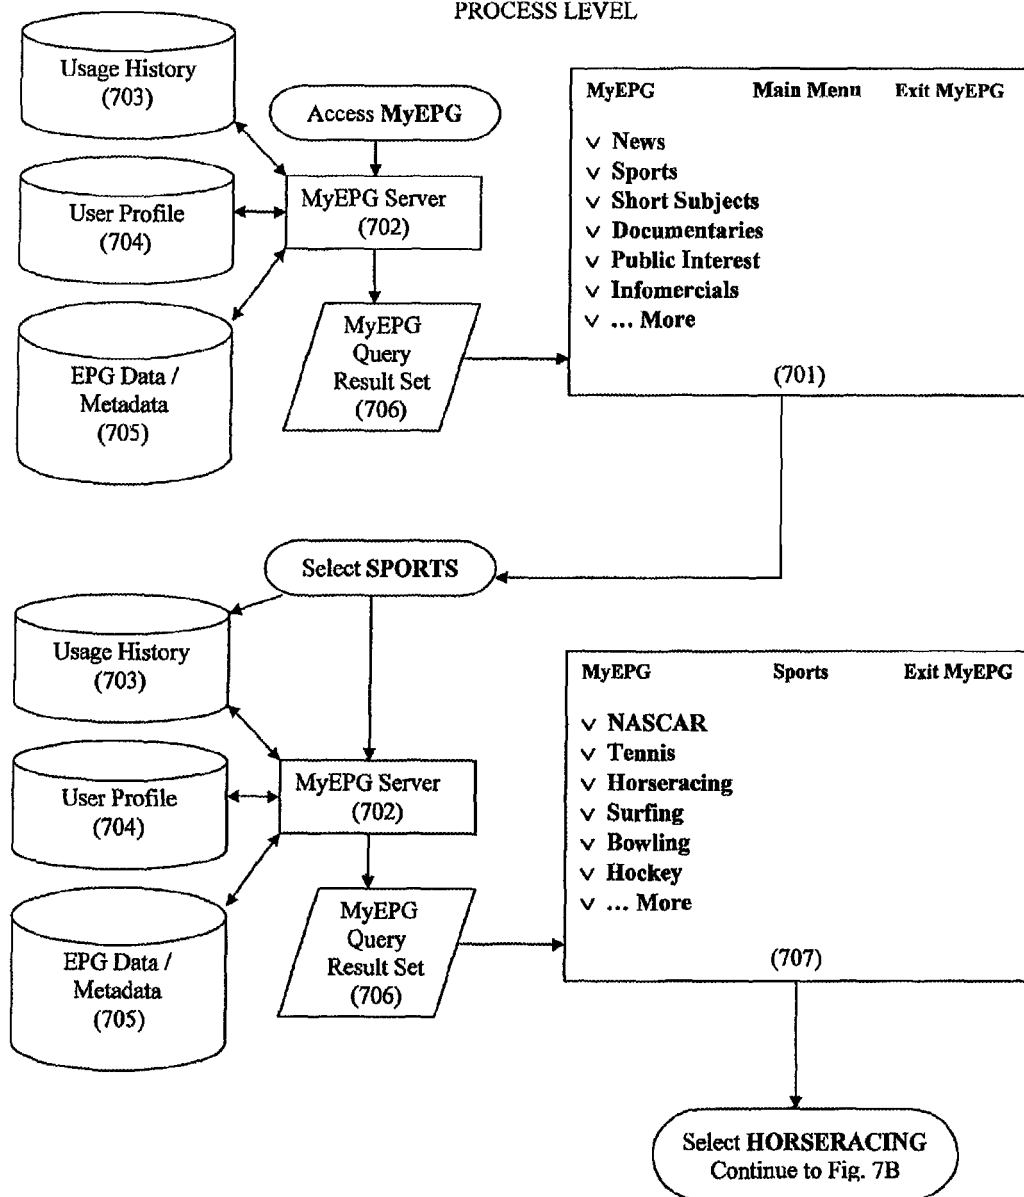 PROCESS LEVEL
Usage History
(703)
Access MyEPG
User Profile
(704)
MyEPG Server
(702)
EPG Data /
Metadata
(705)
MyEPG
Query
Result Set
(706)
MyEPG Main Menu Exit MyEPG
v News
v Sports
v Short Subjects
v Documentaries
v Public Interest
v Infomercials
v ... More
(701)
Select SPORTS
Usage History
(703)
User Profile
(704)
MyEPG Server
(702)
EPG Data /
Metadata
(705)
MyEPG
Query
Result Set
(706)
MyEPG Sports Exit MyEPG
v NASCAR
v Tennis
v Horseracing
v Surfing
v Bowling
v Hockey
v ... More
(707)
Select HORSERACING
Continue to Fig. 7B